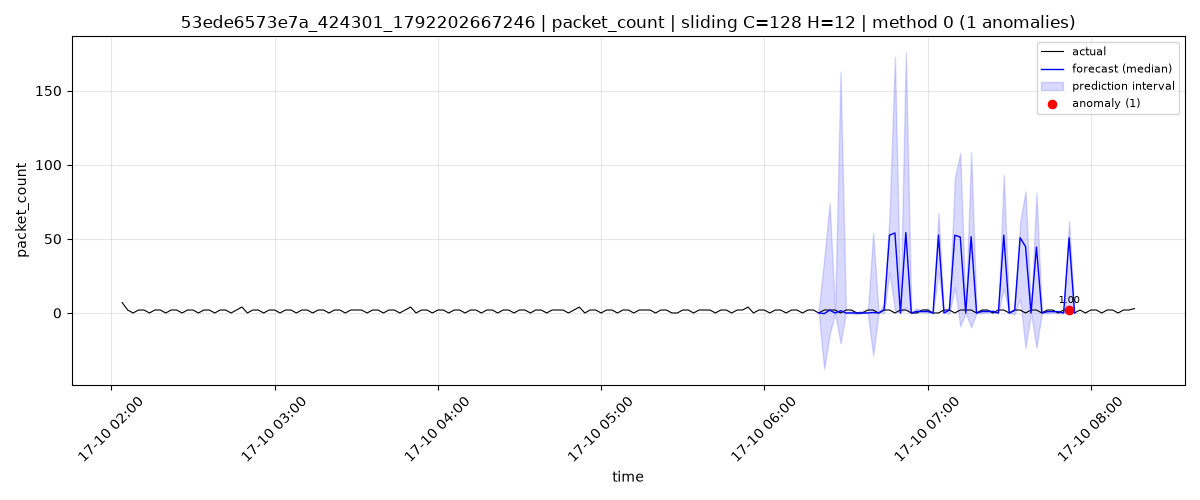 53ede6573e7a_424301_1792202667246 | packet_count | sliding C=128 H=12 | method 0 (1 anomalies)
actual
forecast (median)
prediction interval
anomaly (1)
packet_count
150
100
50
0
1.00
17-10 02:00
17-10 03:00
17-10 04:00
17-10 05:00
17-10 06:00
17-10 07:00
17-10 08:00
time